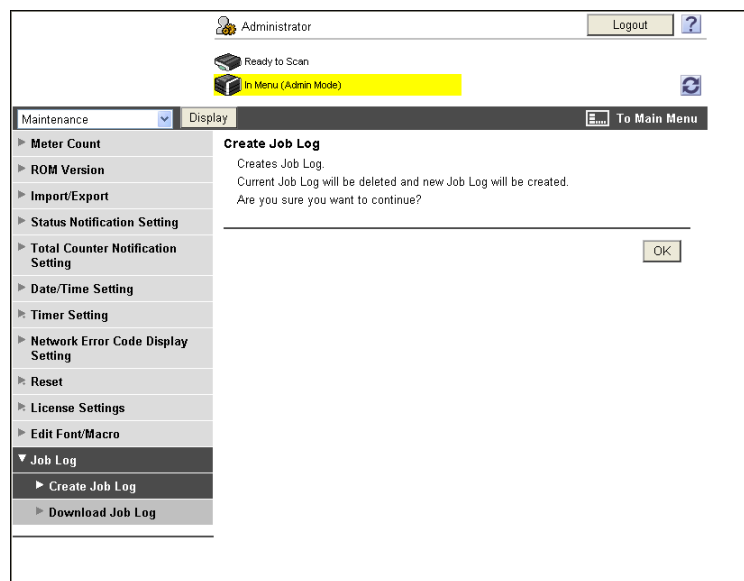 Administrator
Logout
?
Ready to Scan
In Menu (Admin Mode)
Maintenance
Display
To Main Menu
Meter Count
ROM Version
Import/Export
Status Notification Setting
Total Counter Notification
Setting
Date/Time Setting
Timer Setting
Network Error Code Display
Setting
Reset
License Settings
Edit Font/Macro
Job Log
Create Job Log
Download Job Log
Create Job Log
Creates Job Log.
Current Job Log will be deleted and new Job Log will be created.
Are you sure you want to continue?
OK